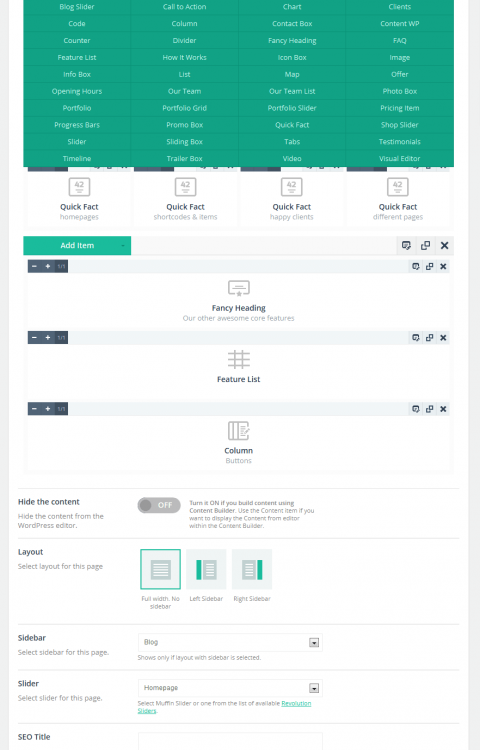 Blog Slider Call to Action Chart Clients
Code Column Contact Box Content WP
Counter Divider Fancy Heading FAQ
Feature List How It Works Icon Box Image
Info Box List Map Offer
Opening Hours Our Team Our Team List Photo Box
Portfolio Portfolio Grid Portfolio Slider Pricing Item
Progress Bars Promo Box Quick Fact Shop Slider
Slider Sliding Box Tabs Testimonials
Timeline Trailer Box Video Visual Editor
42 42 42 42
Quick Fact Quick Fact Quick Fact Quick Fact
homepages shortcodes & items happy clients different pages
Add Item
1/1
Fancy Heading
Our other awesome core features
1/1
Feature List
1/1
Column
Buttons
Hide the content
Hide the content from the
WordPress editor.
OFF
Turn it ON if you build content using
Content Builder. Use the Content item if you
want to display the Content from editor
within the Content Builder.
Layout
Select layout for this page
Full width. No
sidebar
Left Sidebar
Right Sidebar
Sidebar
Select sidebar for this page.
Blog
Shows only if layout with sidebar is selected.
Slider
Select slider for this page.
Homepage
Select Muffin Slider or one from the list of available Revolution
Sliders.
SEO Title